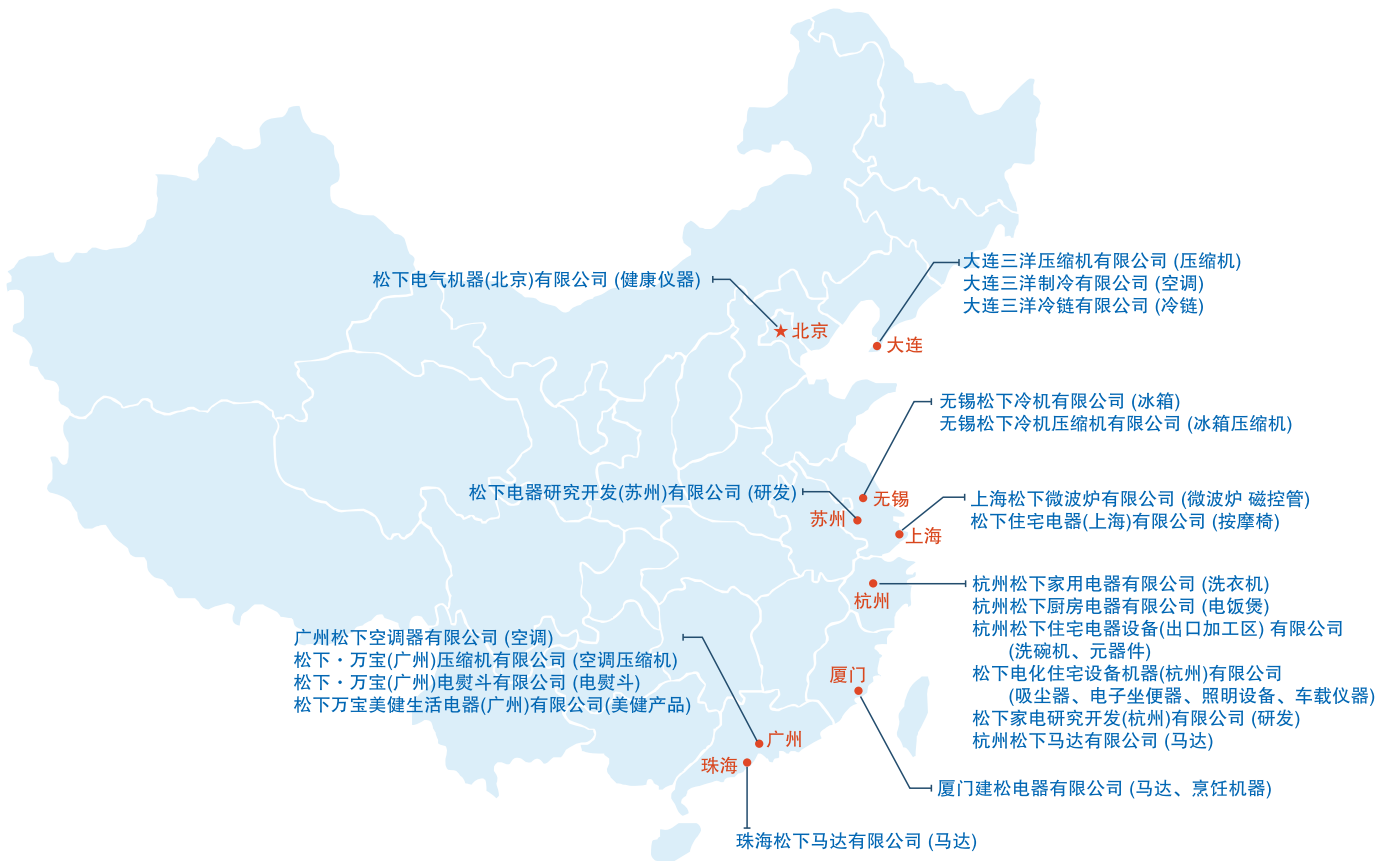 松下电气机器(北京)有限公司 (健康仪器)
北京
大连三洋压缩机有限公司 (压缩机)
大连三洋制冷有限公司 (空调)
大连三洋冷链有限公司 (冷链)
大连
无锡松下冷机有限公司 (冰箱)
无锡松下冷机压缩机有限公司 (冰箱压缩机)
无锡
松下电器研究开发(苏州)有限公司 (研发)
苏州
上海松下微波炉有限公司 (微波炉 磁控管)
松下住宅电器(上海)有限公司 (按摩椅)
上海
杭州松下家用电器有限公司 (洗衣机)
杭州松下厨房电器有限公司 (电饭煲)
杭州松下住宅电器设备(出口加工区) 有限公司
(洗碗机、元器件)
松下电化住宅设备机器(杭州)有限公司
(吸尘器、电子坐便器、照明设备、车载仪器)
松下家电研究开发(杭州)有限公司 (研发)
杭州松下马达有限公司 (马达)
杭州
广州松下空调器有限公司 (空调)
松下・万宝(广州)压缩机有限公司 (空调压缩机)
松下・万宝(广州)电熨斗有限公司 (电熨斗)
松下万宝美健生活电器(广州)有限公司(美健产品)
厦门
广州
珠海
厦门建松电器有限公司 (马达、烹饪机器)
珠海松下马达有限公司 (马达)